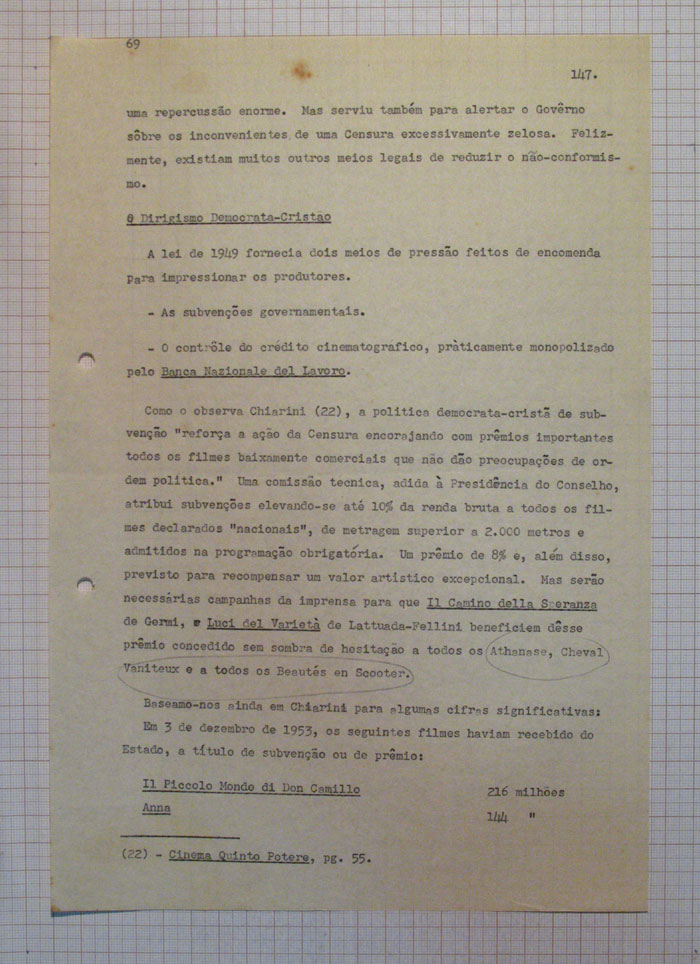 69
147.
uma repercussão enorme. Mas serviu também para alertar o Govêrno
sôbre os inconvenientes de uma Censura excessivamente zelosa. Feliz-
mente, existiam muitos outros meios legais de reduzir o não-conformis-
mo.
O Dirigismo Democrata-Cristão
A lei de 1949 fornecia dois meios de pressão feitos de encomenda
para impressionar os produtores.
- As subvenções governamentais.
- O contrôle do crédito cinematografico, pràticamente monopolizado
pelo Banca Nazionale del Lavoro.
Como o observa Chiarini (22), a politica democrata-cristã de sub-
venção "reforça a ação da Censura encorajando com prêmios importantes
todos os filmes baixamente comerciais que não dão preocupações de or-
dem politica." Uma comissão tecnica, adida à Presidência do Conselho,
atribui subvenções elevando-se até 10% da renda bruta a todos os fil-
mes declarados "nacionais", de metragem superior a 2.000 metros e
admitidos na programação obrigatória. Um prêmio de 8% e, além disso,
previsto para recompensar um valor artistico excepcional. Mas serão
necessárias campanhas da imprensa para que Il Camino della Speranza
de Germi, e Luci del Varietà de Lattuada-Fellini beneficiem dêsse
prêmio concedido sem sombra de hesitação a todos os Athanase, Cheval
Vaniteux e a todos os Beautés en Scooter.
Baseamo-nos ainda em Chiarini para algumas cifras significativas:
Em 3 de dezembro de 1953, os seguintes filmes haviam recebido do
Estado, a título de subvenção ou de prêmio:
Il Piccolo Mondo di Don Camillo 216 milhões
Anna 144 "
(22) - Cinema Quinto Potere, pg. 55.